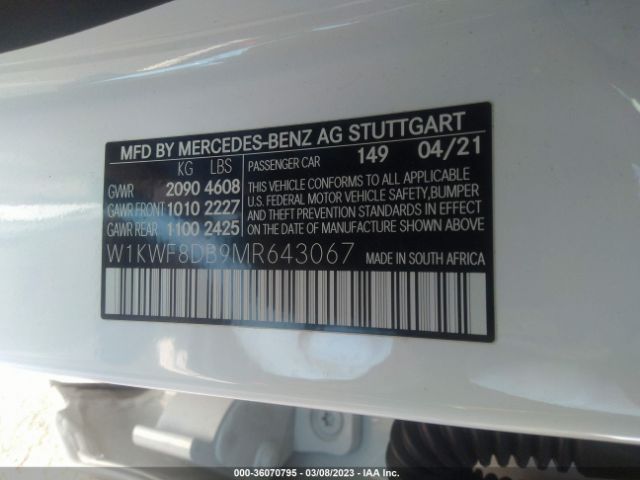 MFD BY MERCEDES-BENZ AG STUTTGART
KG LBS PASSENGER CAR 149 04/21
GVWR 2090 4608
GAWR FRONT 1010 2227
GAWR REAR 1100 2425
THIS VEHICLE CONFORMS TO ALL APPLICABLE
U.S. FEDERAL MOTOR VEHICLE SAFETY, BUMPER
AND THEFT PREVENTION STANDARDS IN EFFECT
ON THE DATE OF MANUFACTURE SHOWN ABOVE.
W1KWF8DB9MR643067 MADE IN SOUTH AFRICA
000-36070795 - 03/08/2023 - IAA Inc.